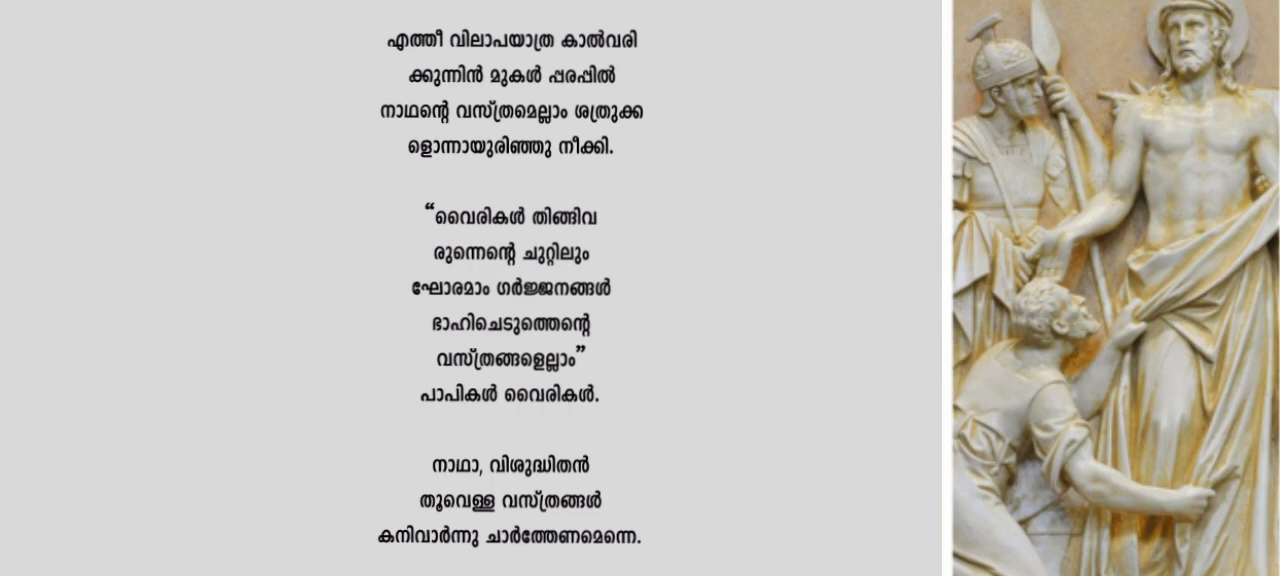 എത്തീ വിലാപയാത്ര കാൽവരി
ക്കുന്നിൻ മുകൾ പ്പരപ്പിൽ
നാഥന്റെ വസ്ത്രമെല്ലാം ശത്രുക്ക
ളൊന്നായുരിഞ്ഞു നീക്കി.
“വൈരികൾ തിങ്ങിവ
രുന്നെന്റെ ചുറ്റിലും
ഘോരമാം ഗർജ്ജനങ്ങൾ
ഭാഹിചെടുത്തെന്റെ
വസ്ത്രങ്ങളെല്ലാം”
പാപികൾ വൈരികൾ.
നാഥാ, വിശുദ്ധിതൻ
തൂവെള്ള വസ്ത്രങ്ങൾ
കനിവാർന്നു ചാർത്തേണമെന്നെ.